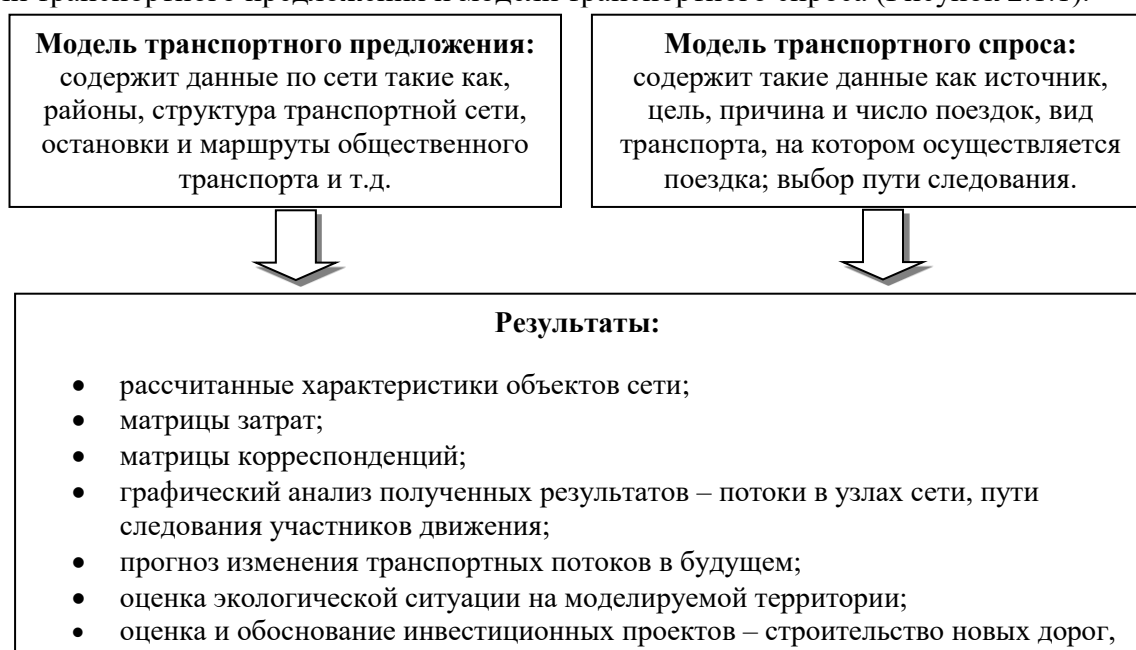 транспортного предложения и модели транспортного спроса (Рисунок 2.1.1).
Модель транспортного предложения:
содержит данные по сети такие как,
районы, структура транспортной сети,
остановки и маршруты общественного
транспорта и т.д.
Модель транспортного спроса:
содержит такие данные как источник,
цель, причина и число поездок, вид
транспорта, на котором осуществляется
поездка; выбор пути следования.
Результаты:
• рассчитанные характеристики объектов сети;
• матрицы затрат;
• матрицы корреспонденций;
• графический анализ полученных результатов – потоки в узлах сети, пути
следования участников движения;
• прогноз изменения транспортных потоков в будущем;
• оценка экологической ситуации на моделируемой территории;
• оценка и обоснование инвестиционных проектов – строительство новых дорог,